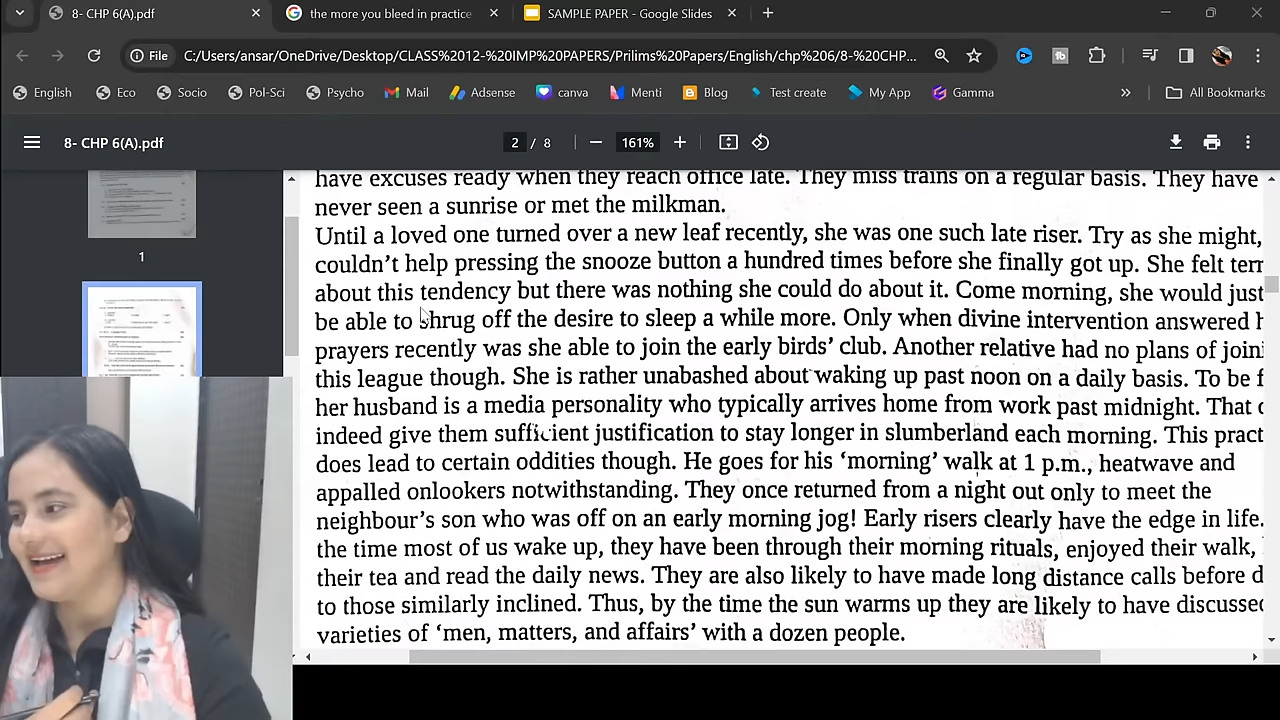 8- CHP 6(A).pdf
the more you bleed in practice
SAMPLE PAPER - Google Slides
File
C:/Users/ansar/OneDrive/Desktop/CLASS%2012-%20IMP%20PAPERS/Prilims%20Papers/English/chp%206/8-%20CHP...
English Eco Socio Pol-Sci Psycho Mail Adsense canva Menti Blog Test create My App Gamma » All Bookmarks
8- CHP 6(A).pdf
2 / 8
161%
1
have excuses ready when they reach office late. They miss trains on a regular basis. They have
never seen a sunrise or met the milkman.
Until a loved one turned over a new leaf recently, she was one such late riser. Try as she might,
couldn't help pressing the snooze button a hundred times before she finally got up. She felt
about this tendency but there was nothing she could do about it. Come morning, she would just
be able to shrug off the desire to sleep a while more. Only when divine intervention answered
prayers recently was she able to join the early birds' club. Another relative had no plans of
this league though. She is rather unabashed about waking up past noon on a daily basis. To be
her husband is a media personality who typically arrives home from work past midnight. That
indeed give them sufficient justification to stay longer in slumberland each morning. This
does lead to certain oddities though. He goes for his 'morning' walk at 1 p.m., heatwave and
appalled onlookers notwithstanding. They once returned from a night out only to meet the
neighbour's son who was off on an early morning jog! Early risers clearly have the edge in life.
the time most of us wake up, they have been through their morning rituals, enjoyed their walk,
their tea and read the daily news. They are also likely to have made long distance calls before
to those similarly inclined. Thus, by the time the sun warms up they are likely to have
varieties of 'men, matters, and affairs' with a dozen people.